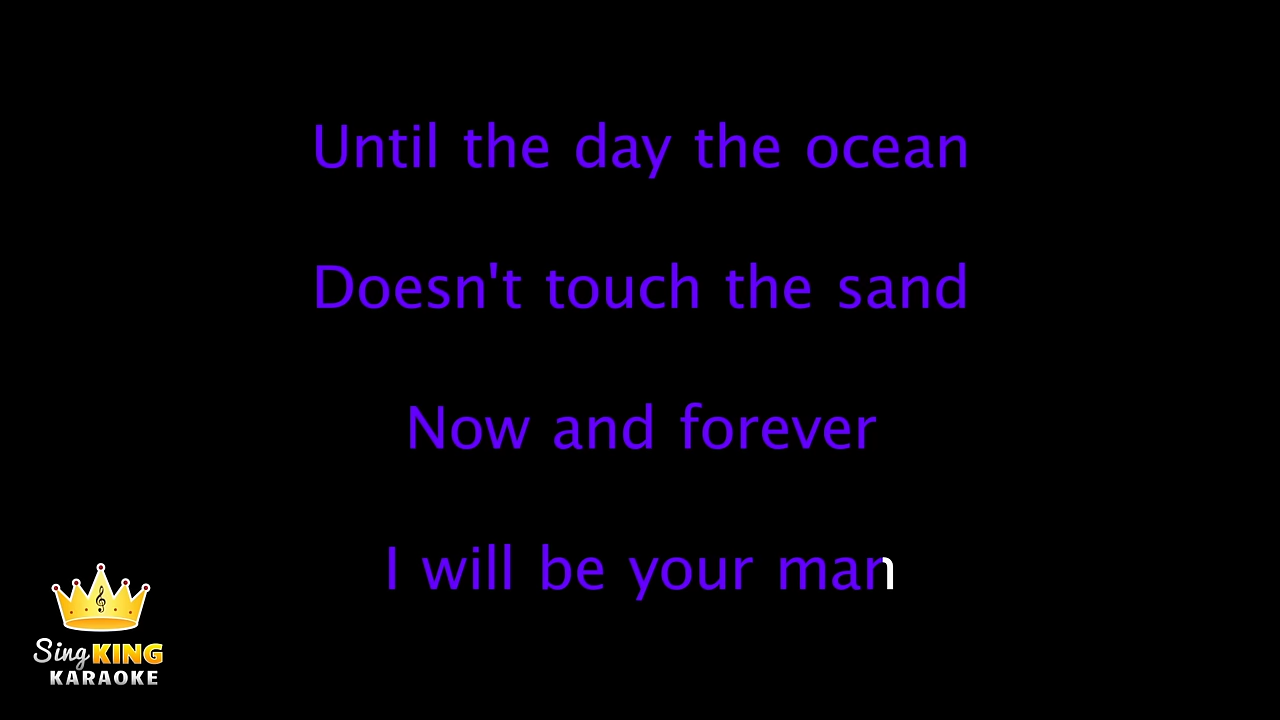 Until the day the ocean
Doesn't touch the sand
Now and forever
I will be your man
Sing KING
KARAOKE